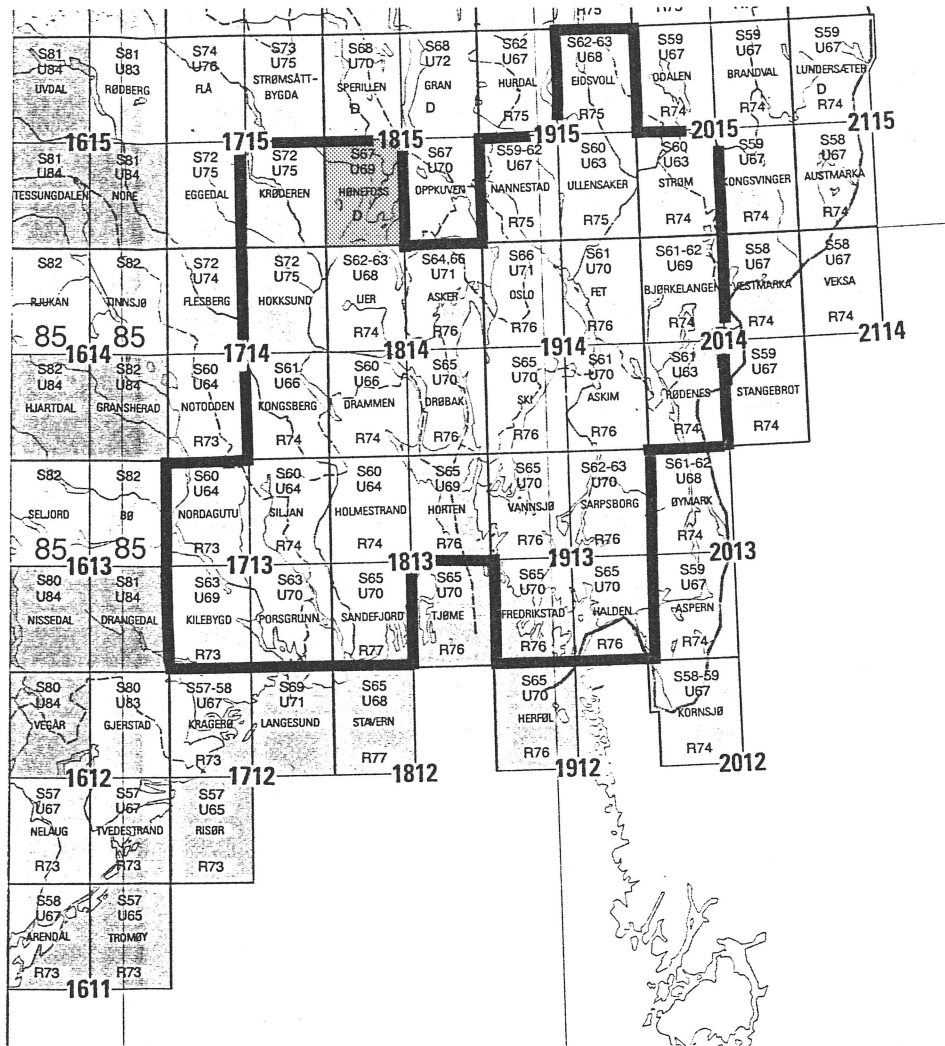 R75
S81
U84
UVDAL
S81
U83
RØDBERG
S74
U76
FLÅ
S73
U75
STRØMSÅTT-
BYGDA
S68
U70
SPERILLEN
D
S68
U72
GRAN
D
S62
U67
HURDAL
R75
S62-63
U68
EIDSVOLL
R75
S59
U67
ODALEN
R74
S59
U67
BRANDVAL
R74
S59
U67
LUNDERSÆTER
D
R74
1615
1715
1815
1915
2015
2115
S81
U84
TESSUNGDALEN
S81
U84
NORE
S72
U75
EGGEDAL
S72
U75
KRØDEREN
S67
U69
HØNEFOSS
D
S67
U70
OPPKUVEN
S59-62
U67
NANNESTAD
R75
S60
U63
ULLENSAKER
R75
S60
U63
STRØM
R74
S59
U67
KONGSVINGER
R74
S58
U67
AUSTMARKA
R74
S82
RJUKAN
85
S82
TINNSJØ
85
S72
U74
FLESBERG
S72
U75
HOKKSUND
S62-63
U68
LIER
R74
S64,66
U71
ASKER
R76
S66
U71
OSLO
R76
S61
U70
FET
R76
S61-62
U69
BJØRKELANGEN
R74
S58
U67
VESTMARKA
R74
S58
U67
VEKSA
R74
1614
1714
1814
1914
2014
2114
S82
U84
HJARTDAL
S82
U84
GRANSHERAD
S60
U64
NOTODDEN
R73
S61
U66
KONGSBERG
R74
S60
U66
DRAMMEN
R74
S65
U70
DRØBAK
R76
S65
U70
SKI
R76
S61
U70
ASKIM
R76
S61
U63
RØDENES
R74
S59
U67
STANGEBROT
R74
S82
SELJORD
85
S82
BØ
85
S60
U64
NORDAGUTU
R73
S60
U64
SILJAN
R74
S60
U64
HOLMESTRAND
R74
S65
U69
HORTEN
R76
S65
U70
VANNSJØ
R76
S62-63
U70
SARPSBORG
R76
S61-62
U68
ØYMARK
R74
1613
1713
1813
1913
2013
S80
U84
NISSEDAL
S81
U84
DRANGEDAL
S63
U69
KILEBYGD
R73
S63
U70
PORSGRUNN
S65
U70
SANDEFJORD
R77
S65
U70
TJØME
R76
S65
U70
FREDRIKSTAD
R76
S65
U70
HALDEN
R76
S59
U67
ASPERN
R74
S80
U84
VEGÅR
S80
U83
GJERSTAD
S57-58
U67
KRAGERØ
R73
S69
U71
LANGESUND
S65
U68
STAVERN
R77
S65
U70
HERFØL
R76
S58-59
U67
KORNSJØ
R74
1612
1712
1812
1912
2012
S57
U67
NELAUG
R73
S57
U67
TVEDESTRAND
R73
S57
U65
RISØR
R73
S58
U67
ARENDAL
R73
S57
U65
TROMØY
R73
1611